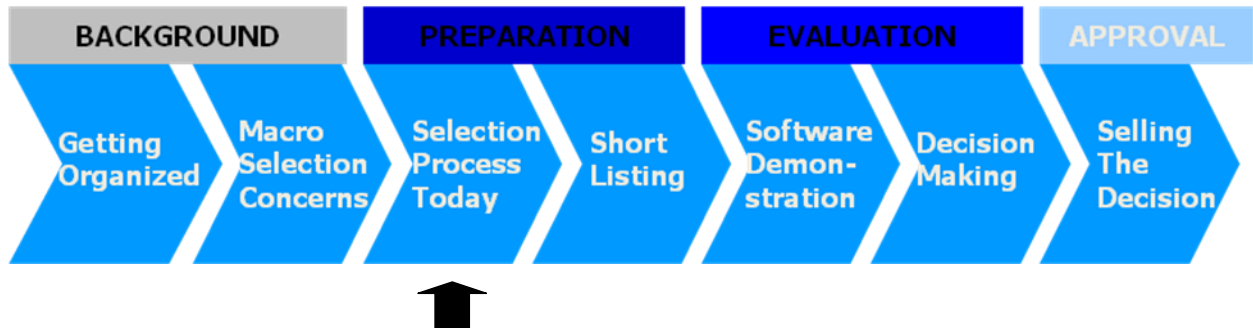 BACKGROUND
PREPARATION
EVALUATION
APPROVAL
Getting
Organized
Macro
Selection
Concerns
Selection
Process
Today
Short
Listing
Software
Demon-
stration
Decision
Making
Selling
The
Decision